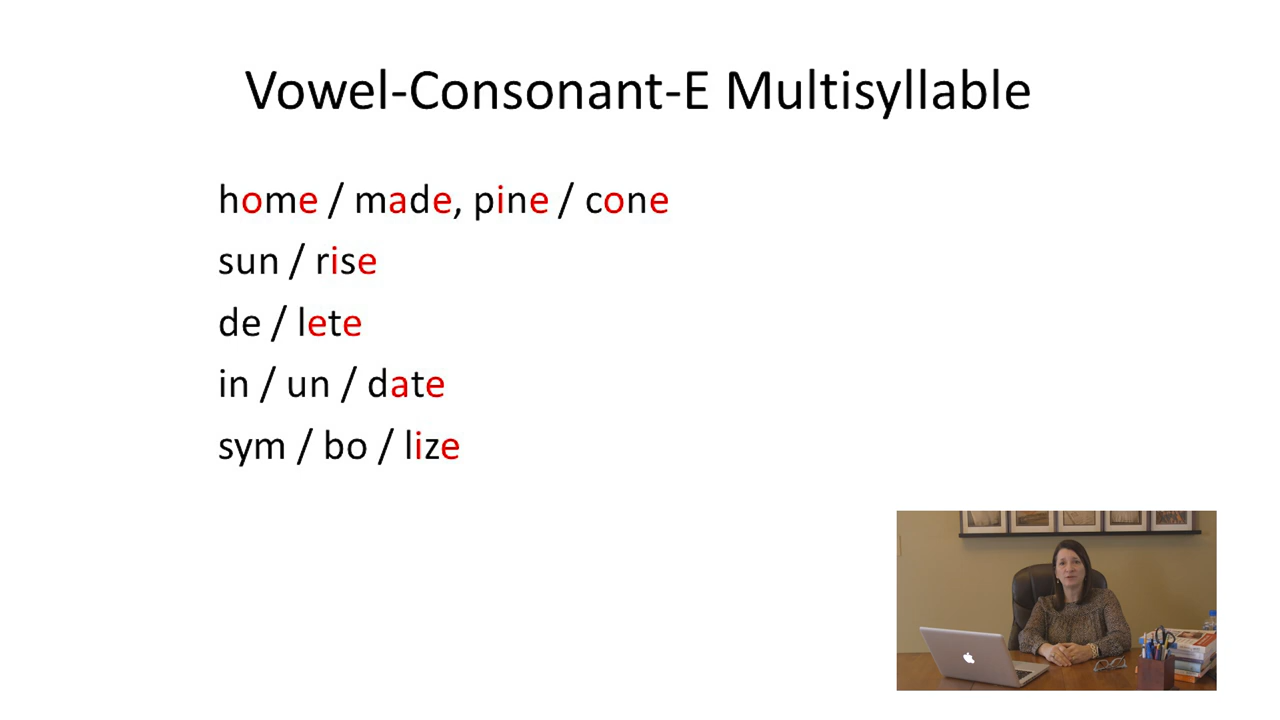 Vowel-Consonant-E Multisyllable
home / made, pine / cone
sun / rise
de / lete
in / un / date
sym / bo / lize